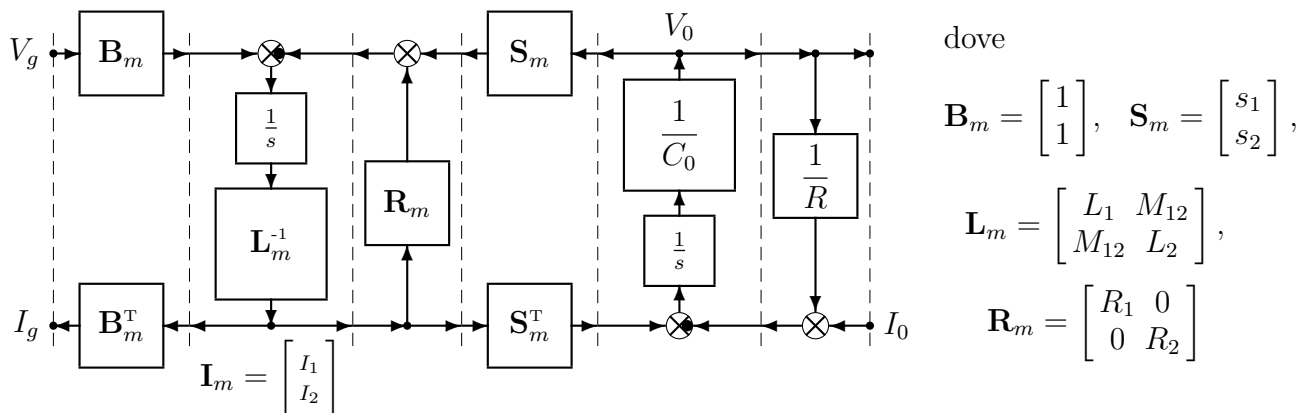 V_g B_m S_m V_0 dove
1/s 1/C_0 1/R B_m = [1 1], S_m = [s_1 s_2],
R_m
L_m^{-1} 1/s L_m = [L_1 M_12 M_12 L_2],
I_g B_m^T S_m^T I_0 R_m = [R_1 0 0 R_2]
I_m = [I_1 I_2]